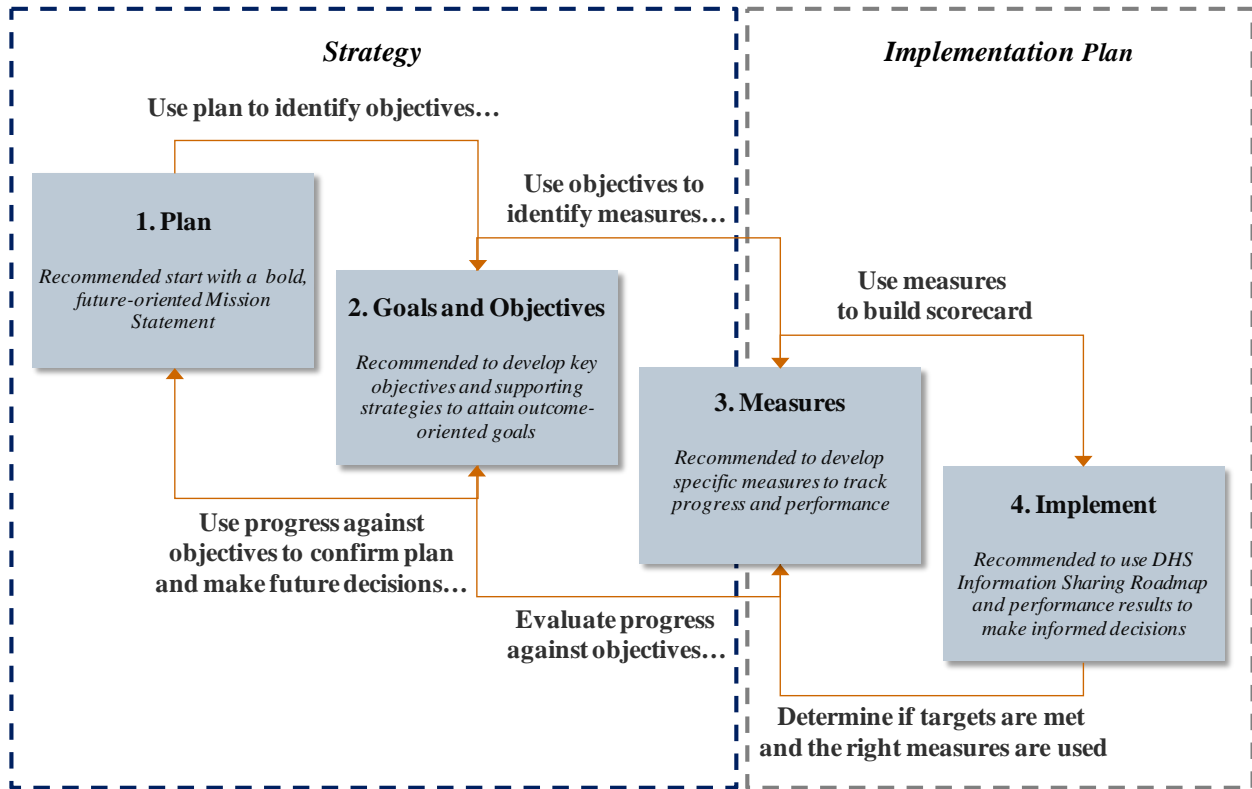 Strategy
Implementation Plan
Use plan to identify objectives…
1. Plan
Recommended start with a bold,
future-oriented Mission
Statement
Use objectives to
identify measures…
2. Goals and Objectives
Recommended to develop key
objectives and supporting
strategies to attain outcome-
oriented goals
Use measures
to build scorecard
3. Measures
Recommended to develop
specific measures to track
progress and performance
4. Implement
Recommended to use DHS
Information Sharing Roadmap
and performance results to
make informed decisions
Use progress against
objectives to confirm plan
and make future decisions…
Evaluate progress
against objectives…
Determine if targets are met
and the right measures are used